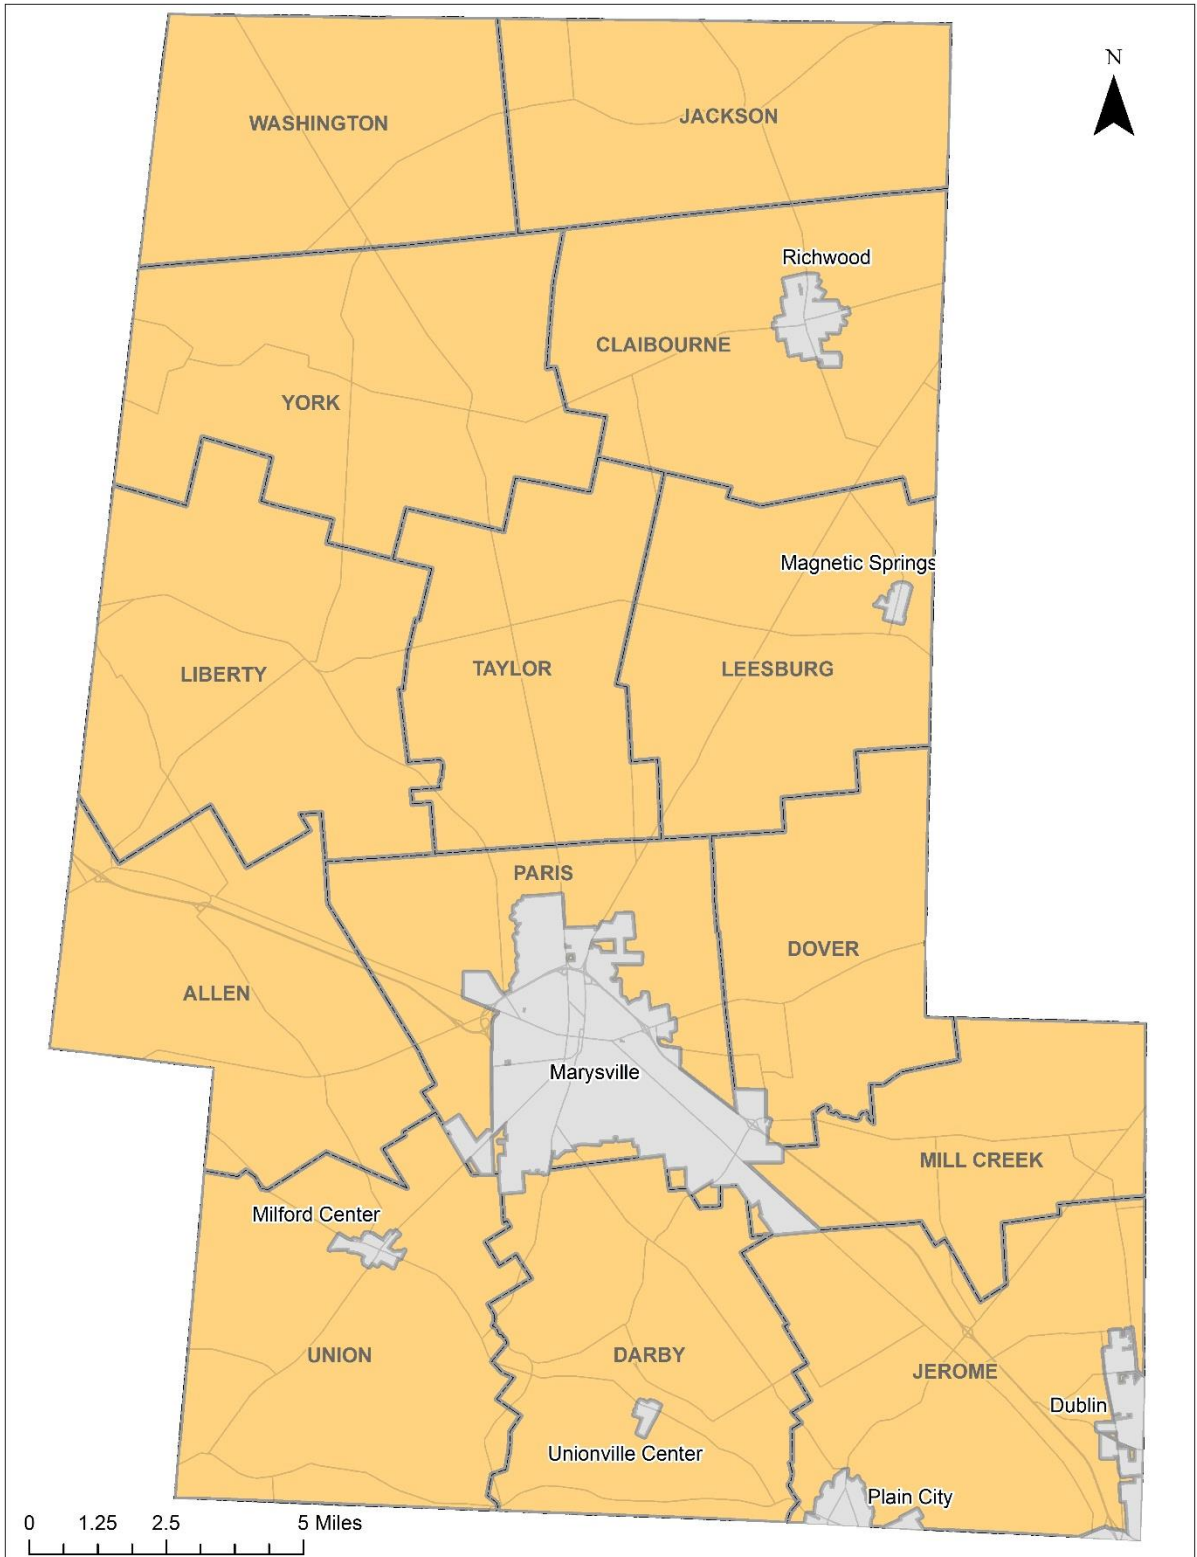 N
WASHINGTON
JACKSON
Richwood
CLAIBOURNE
YORK
Magnetic Springs
LIBERTY
TAYLOR
LEESBURG
PARIS
DOVER
ALLEN
Marysville
MILL CREEK
Milford Center
UNION
DARBY
JEROME
Dublin
Unionville Center
Plain City
0 1.25 2.5 5 Miles